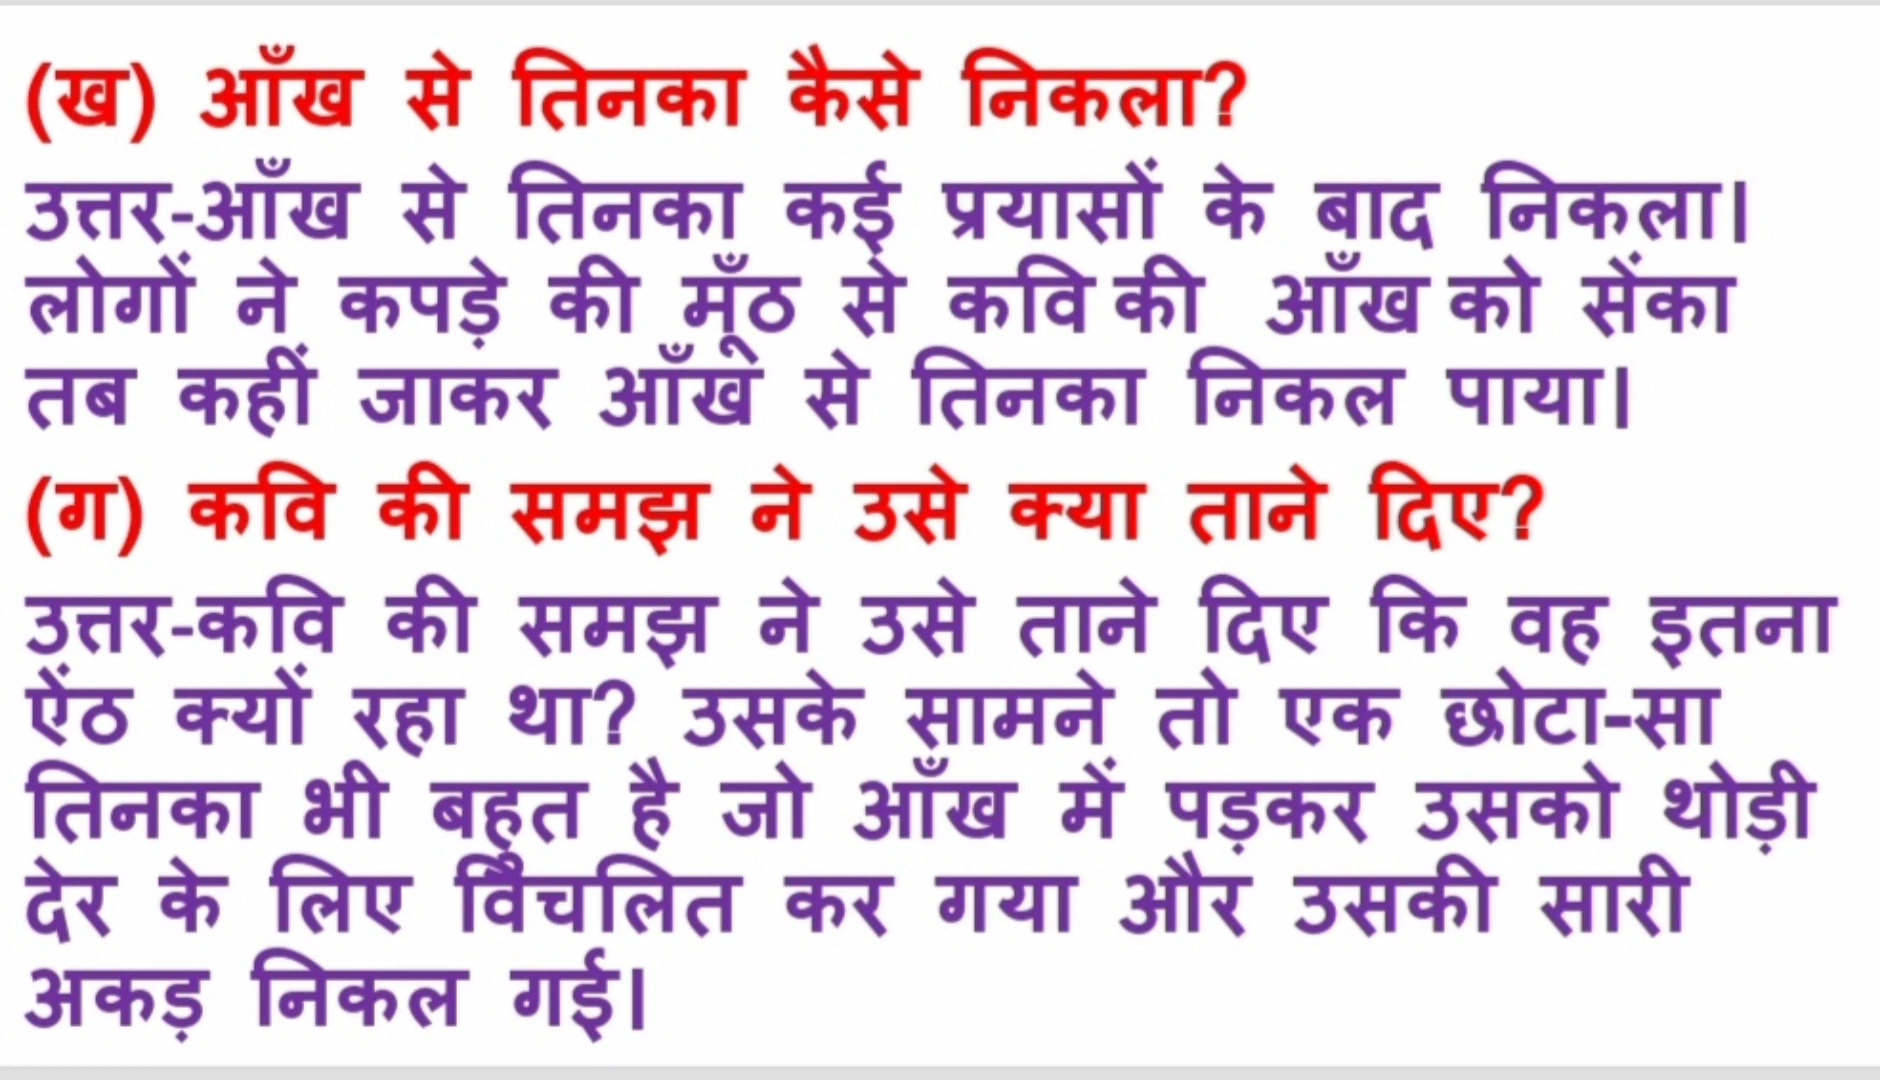 (ख) आँख से तिनका कैसे निकला?
उत्तर-आँख से तिनका कई प्रयासों के बाद निकला।
लोगों ने कपड़े की मूँठ से कवि की आँख को सेंका
तब कहीं जाकर आँख से तिनका निकल पाया।
(ग) कवि की समझ ने उसे क्या ताने दिए?
उत्तर-कवि की समझ ने उसे ताने दिए कि वह इतना
ऐंठ क्यों रहा था? उसके सामने तो एक छोटा-सा
तिनका भी बहुत है जो आँख में पड़कर उसको थोड़ी
देर के लिए विचलित कर गया और उसकी सारी
अकड़ निकल गई।